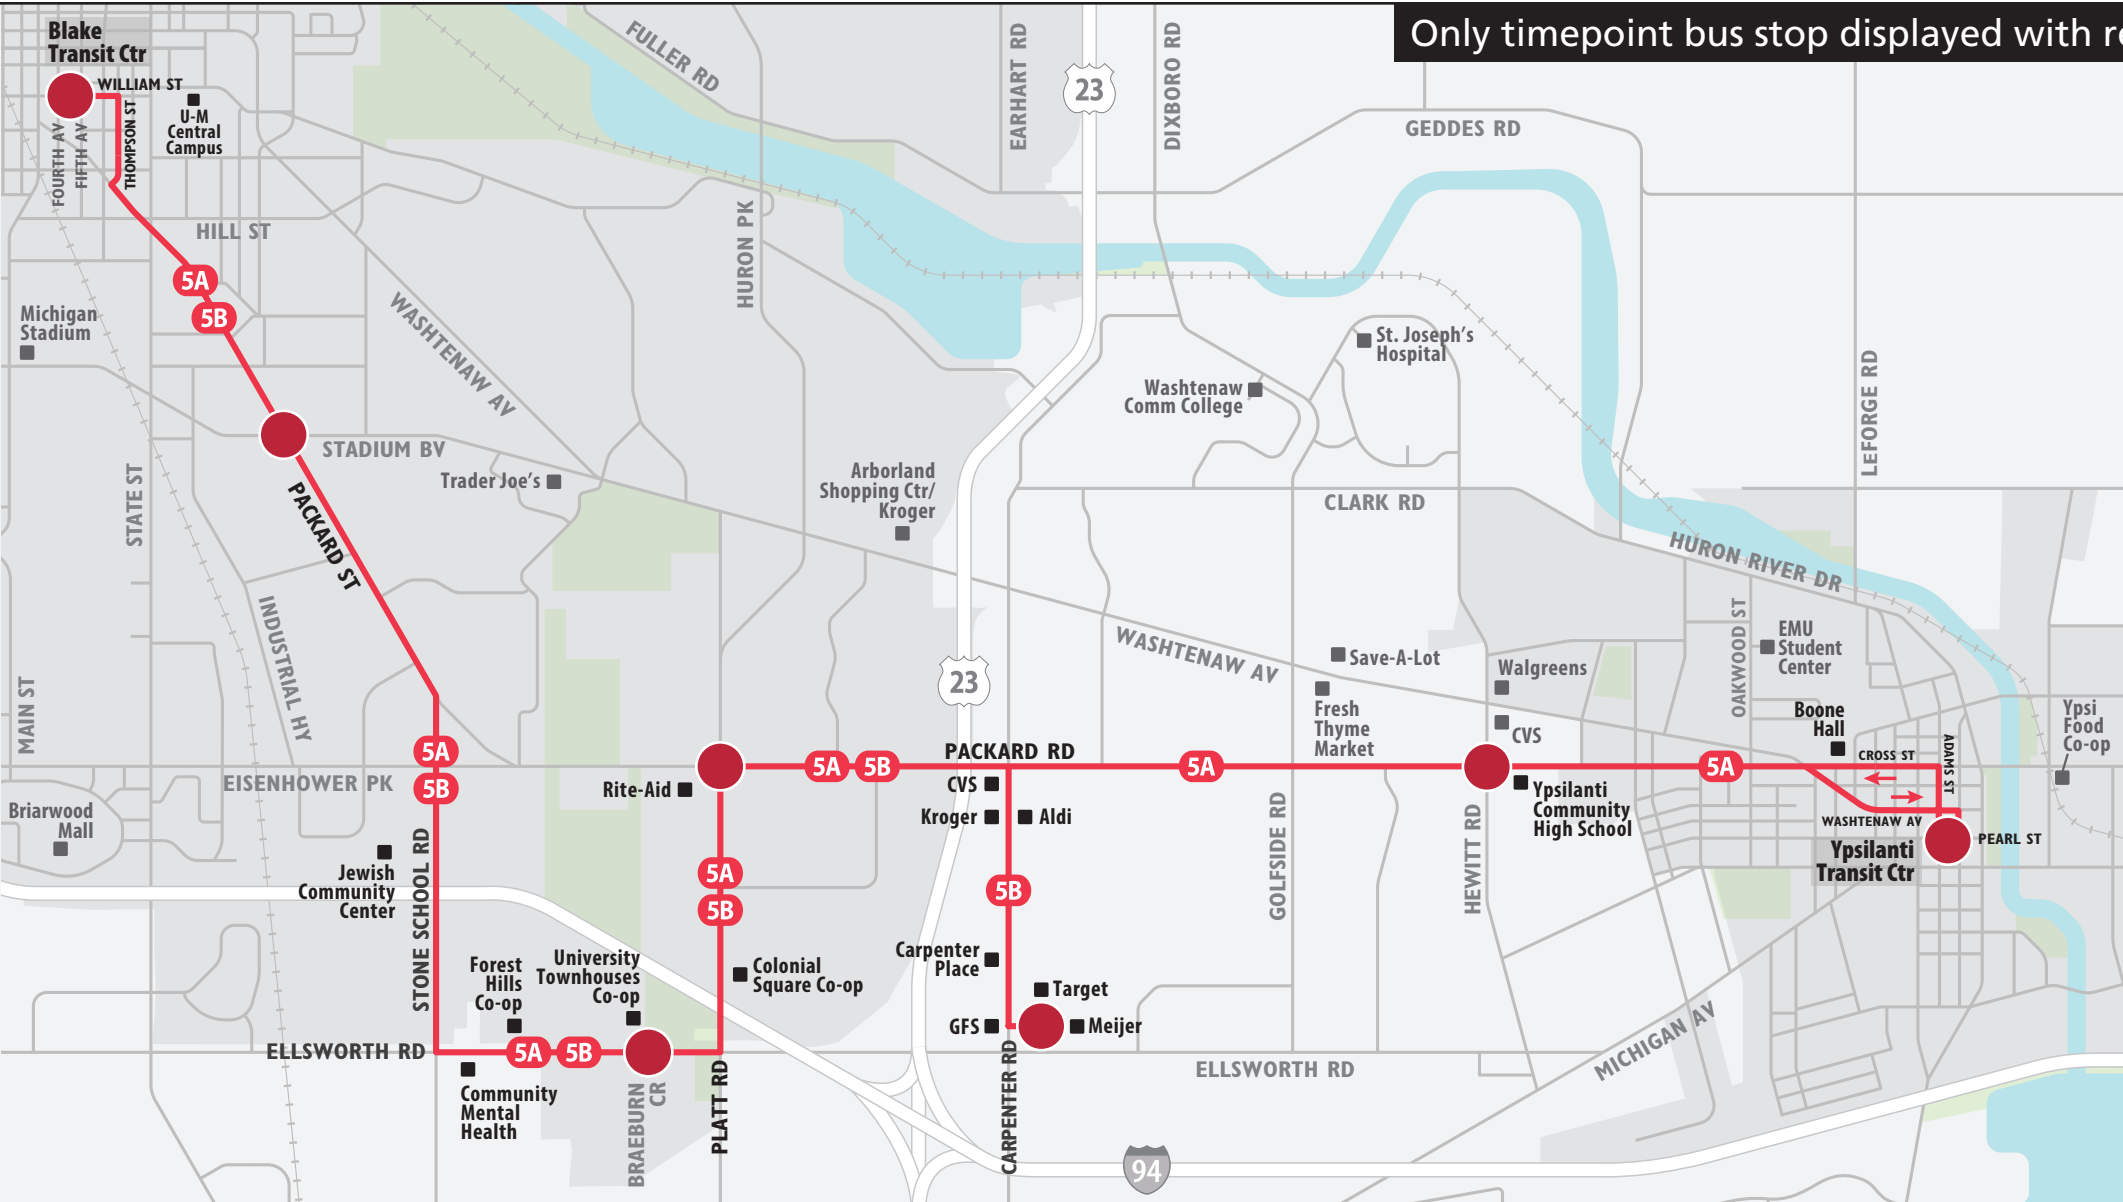 Only timepoint bus stop displayed with re
Blake
Transit Ctr
WILLIAM ST
THOMPSON ST
FOURTH AV
FIFTH AV
U-M
Central
Campus
HILL ST
5A
5B
Michigan
Stadium
WASHTENAW AV
FULLER RD
HURON PK
EARHART RD
23
DIXBORO RD
GEDDES RD
St. Joseph's
Hospital
Washtenaw
Comm College
LEFORGE RD
STADIUM BV
Trader Joe's
STATE ST
PACKARD ST
Arborland
Shopping Ctr/
Kroger
CLARK RD
HURON RIVER DR
INDUSTRIAL HY
MAIN ST
23
WASHTENAW AV
Save-A-Lot
Fresh
Thyme
Market
Walgreens
CVS
OAKWOOD ST
EMU
Student
Center
Boone
Hall
CROSS ST
ADAMS ST
Ypsi
Food
Co-op
5A
5B
EISENHOWER PK
Rite-Aid
5A
5B
PACKARD RD
5A
5A
CVS
Kroger
Aldi
Ypsilanti
Community
High School
WASHTENAW AV
PEARL ST
Ypsilanti
Transit Ctr
Briarwood
Mall
Jewish
Community
Center
STONE SCHOOL RD
5A
5B
5B
GOLFSIDE RD
HEWITT RD
Forest
Hills
Co-op
University
Townhouses
Co-op
Colonial
Square Co-op
Carpenter
Place
Target
GFS
Meijer
ELLSWORTH RD
5A
5B
ELLSWORTH RD
MICHIGAN AV
Community
Mental
Health
BRAEBURN
CR
PLATT RD
CARPENTER RD
94